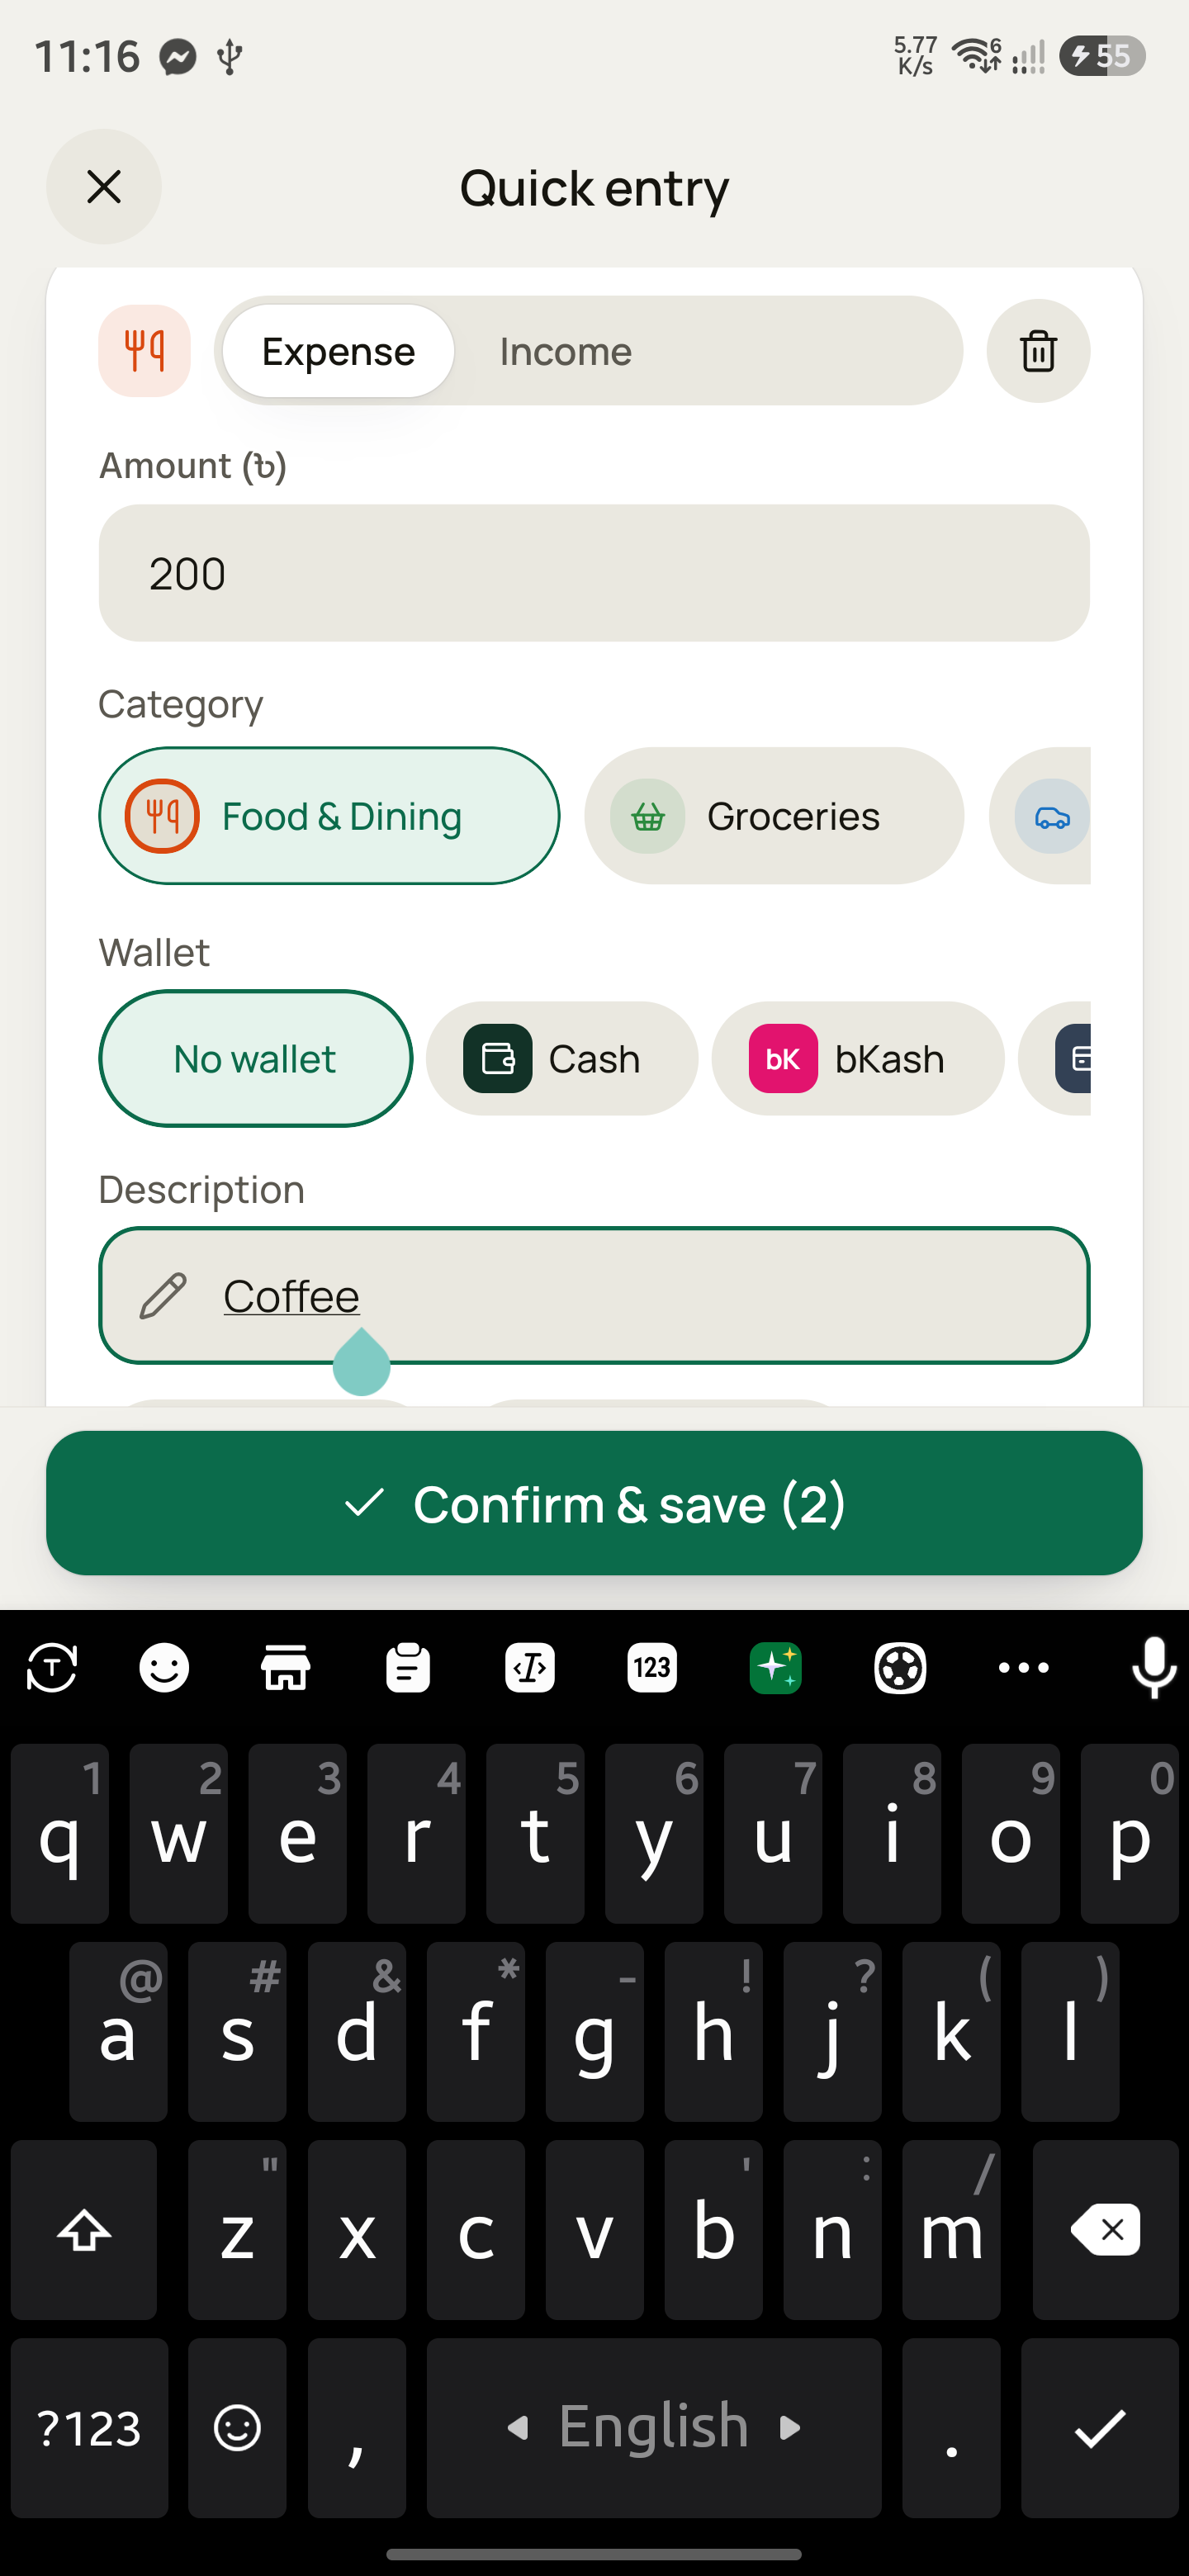 11:16
5.77
K/s
6
55
Quick entry
Expense Income
Amount (৳)
200
Category
Food & Dining Groceries
Wallet
No wallet bK Cash bKash
Description
Coffee
Confirm & save (2)
T 123
1 2 3 4 5 6 7 8 9 0
q w e r t y u i o p
@ # & * - ! ? ( )
a s d f g h j k l
" ' : /
z x c v b n m
?123 , English .